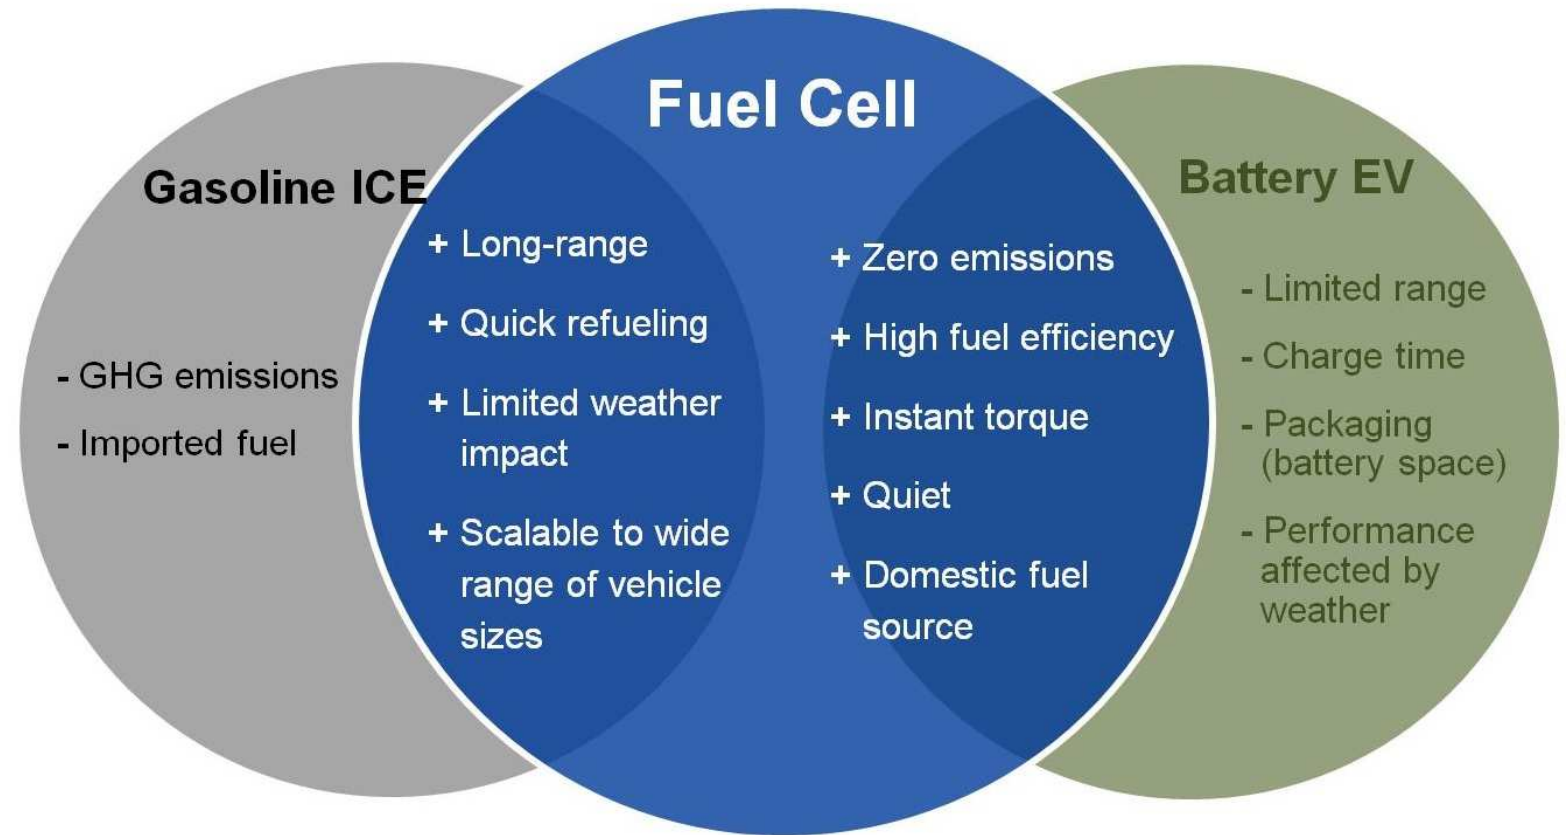 Fuel Cell
Gasoline ICE
- GHG emissions
- Imported fuel
+ Long-range
+ Quick refueling
+ Limited weather
impact
+ Scalable to wide
range of vehicle
sizes
+ Zero emissions
+ High fuel efficiency
+ Instant torque
+ Quiet
+ Domestic fuel
source
Battery EV
- Limited range
- Charge time
- Packaging
(battery space)
- Performance
affected by
weather